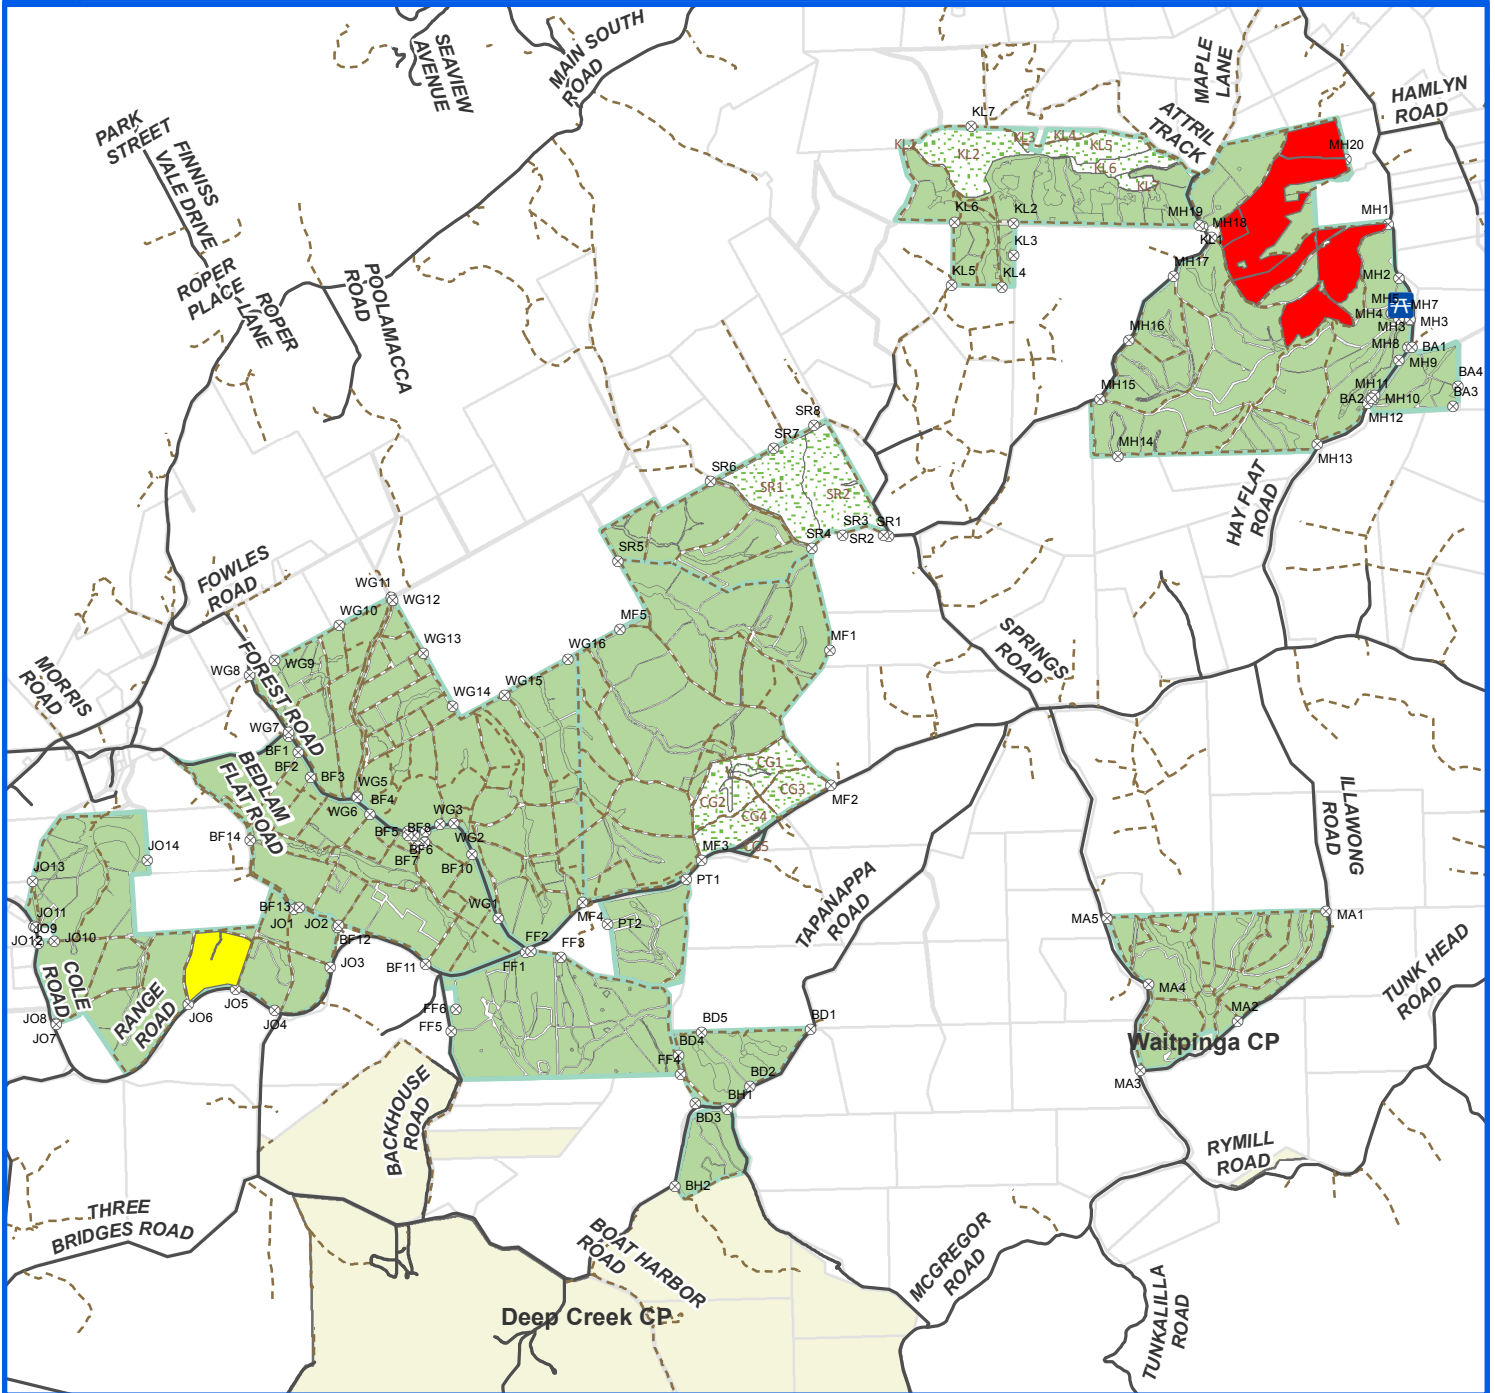 SEAVIEW
AVENUE
MAIN SOUTH
ROAD
MAPLE
LANE
HAMLYN
ROAD
ATTRIL
TRACK
PARK
STREET
FINNISS
VALE DRIVE
ROPER
PLACE
ROPER
LANE
POOLAMACCA
ROAD
KL7
KL1
KL2
KL3
KL4
KL5
KL6
KL7
KL6
KL2
KL3
KL5
KL4
MH20
MH19
MH18
KL1
MH1
MH17
MH2
MH5
MH7
MH4
MH3
MH3
MH16
MH8
BA1
MH9
BA4
MH15
MH11
MH10
BA2
BA3
MH12
MH14
MH13
HAY FLAT
ROAD
SR8
SR7
SR6
SR1
SR2
SR3
SR1
SR4
SR2
SR5
FOWLES
ROAD
WG11
WG12
WG10
MF5
WG13
MF1
SPRINGS
ROAD
WG9
WG16
WG8
FOREST ROAD
MORRIS
ROAD
WG15
WG14
WG7
BF1
BF2
BF3
BEDLAM
FLAT ROAD
CG1
CG2
CG3
CG4
CG5
MF2
WG5
BF4
WG6
WG3
BF8
BF5
BF6
BF7
WG2
BF10
BF14
ILLAWONG
ROAD
JO14
MF3
JO13
PT1
TAPANAPPA
ROAD
JO11
JO9
JO12
JO10
BF13
JO1
JO2
BF12
WG1
MF4
PT2
MA5
MA1
FF2
FF3
FF1
BF11
JO3
COLE
ROAD
RANGE
ROAD
TUNK HEAD
ROAD
JO5
JO6
JO4
MA4
JO8
JO7
FF6
FF5
BD5
BD1
MA2
BD4
FF4
Waitpinga CP
BD2
MA3
BH1
BD3
BACKHOUSE
ROAD
RYMILL
ROAD
BH2
THREE
BRIDGES ROAD
BOAT HARBOR
ROAD
MCGREGOR
ROAD
TUNKALILLA
ROAD
Deep Creek CP